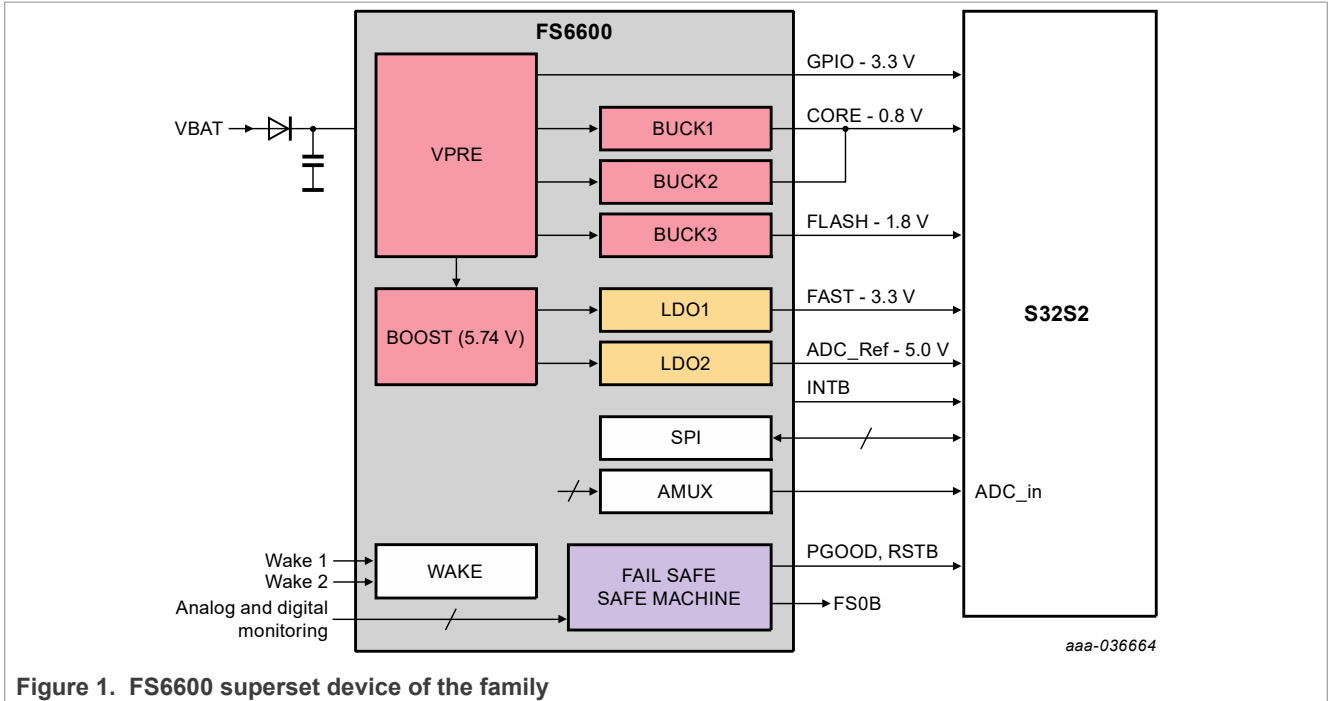 FS6600
VBAT
VPRE
BUCK1
BUCK2
BUCK3
BOOST (5.74 V)
LDO1
LDO2
SPI
AMUX
Wake 1
Wake 2
WAKE
Analog and digital
monitoring
FAIL SAFE
SAFE MACHINE
GPIO - 3.3 V
CORE - 0.8 V
FLASH - 1.8 V
FAST - 3.3 V
ADC_Ref - 5.0 V
INTB
ADC_in
PGOOD, RSTB
FS0B
S32S2
aaa-036664
Figure 1. FS6600 superset device of the family